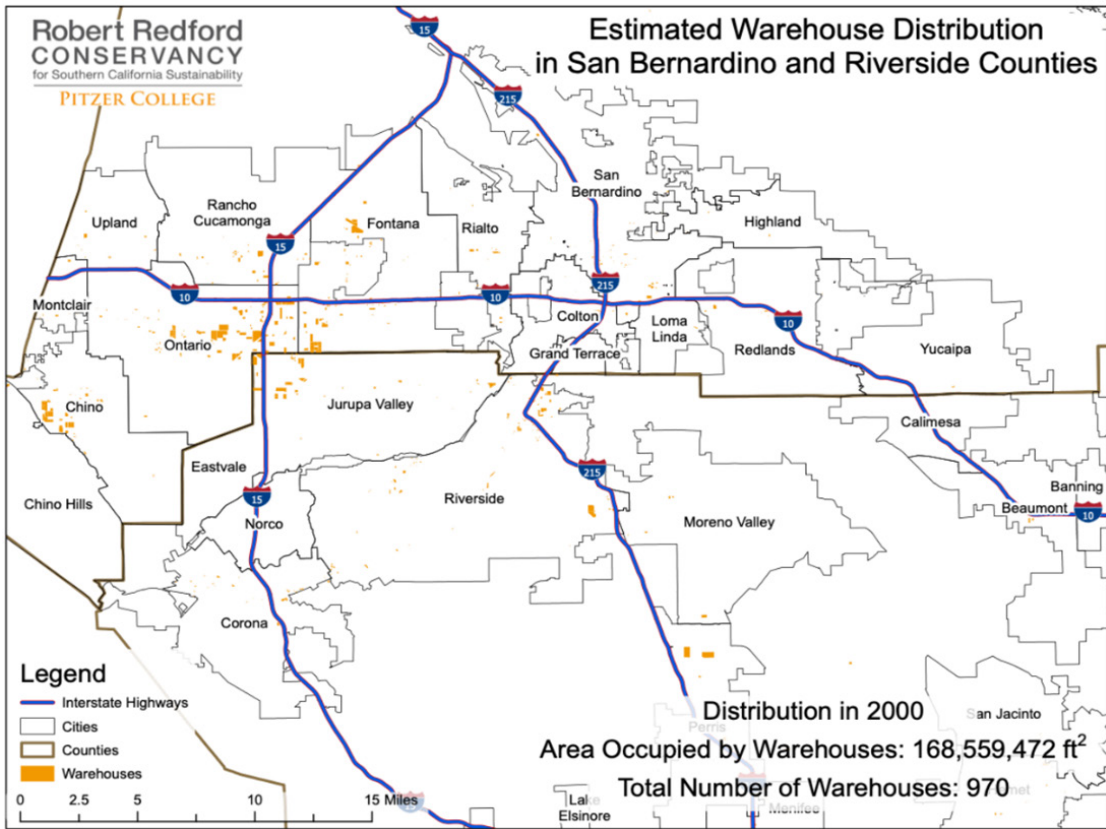 Robert Redford
CONSERVANCY
for Southern California Sustainability
PITZER COLLEGE
Estimated Warehouse Distribution
in San Bernardino and Riverside Counties
15
215
San
Bernardino
Rancho
Cucamonga
Upland
Fontana
Rialto
Highland
15
10
10
215
10
Montclair
Colton
Loma
Linda
Ontario
Grand Terrace
Redlands
Yucaipa
Chino
Jurupa Valley
Calimesa
Eastvale
215
Banning
Chino Hills
15
Riverside
Norco
Moreno Valley
Beaumont
10
Corona
Legend
Interstate Highways
Cities
Counties
Warehouses
0 2.5 5 10 15 Miles
15
San Jacinto
Distribution in 2000
Perris
Area Occupied by Warehouses: 168,559,472 ft²
Total Number of Warehouses: 970
Menifee
Lake
Elsinore